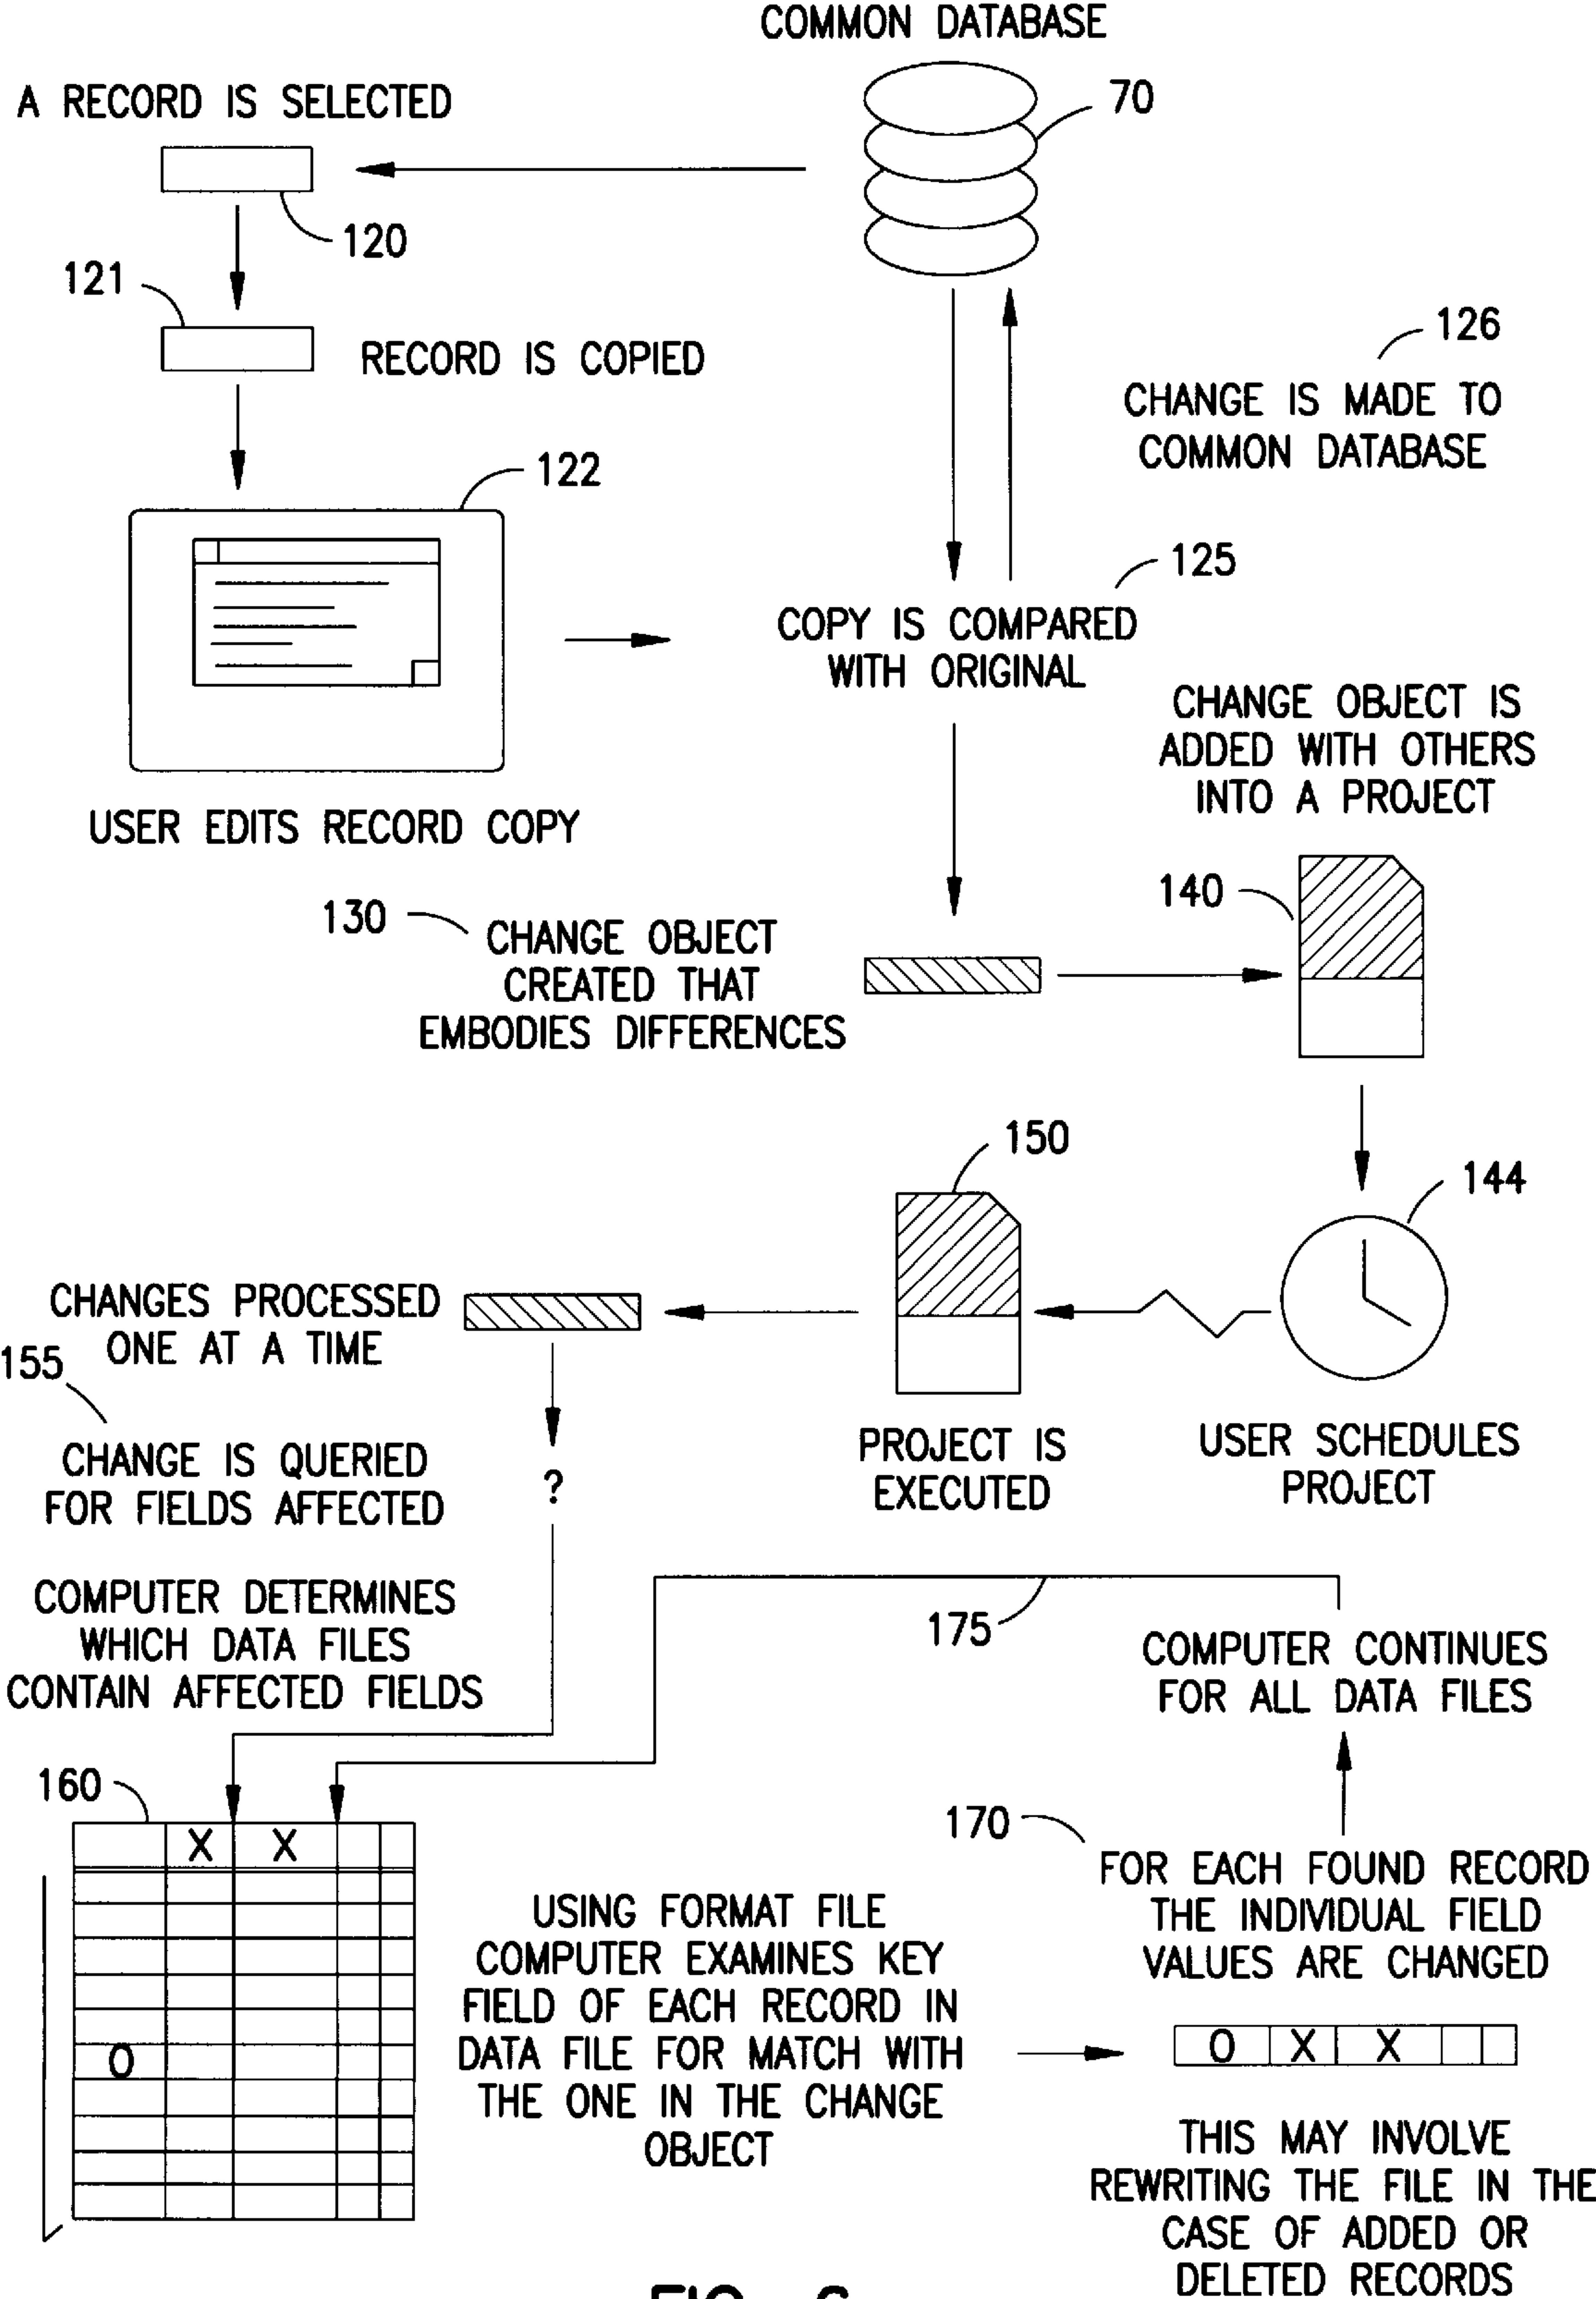 COMMON DATABASE
70
A RECORD IS SELECTED
120
121
RECORD IS COPIED
126
CHANGE IS MADE TO
COMMON DATABASE
122
125
COPY IS COMPARED
WITH ORIGINAL
USER EDITS RECORD COPY
CHANGE OBJECT IS
ADDED WITH OTHERS
INTO A PROJECT
140
130
CHANGE OBJECT
CREATED THAT
EMBODIES DIFFERENCES
150
144
CHANGES PROCESSED
ONE AT A TIME
155
CHANGE IS QUERIED
FOR FIELDS AFFECTED
?
PROJECT IS
EXECUTED
USER SCHEDULES
PROJECT
COMPUTER DETERMINES
WHICH DATA FILES
CONTAIN AFFECTED FIELDS
175
COMPUTER CONTINUES
FOR ALL DATA FILES
160
X X
O
170
FOR EACH FOUND RECORD
THE INDIVIDUAL FIELD
VALUES ARE CHANGED
USING FORMAT FILE
COMPUTER EXAMINES KEY
FIELD OF EACH RECORD IN
DATA FILE FOR MATCH WITH
THE ONE IN THE CHANGE
OBJECT
O X X
THIS MAY INVOLVE
REWRITING THE FILE IN THE
CASE OF ADDED OR
DELETED RECORDS